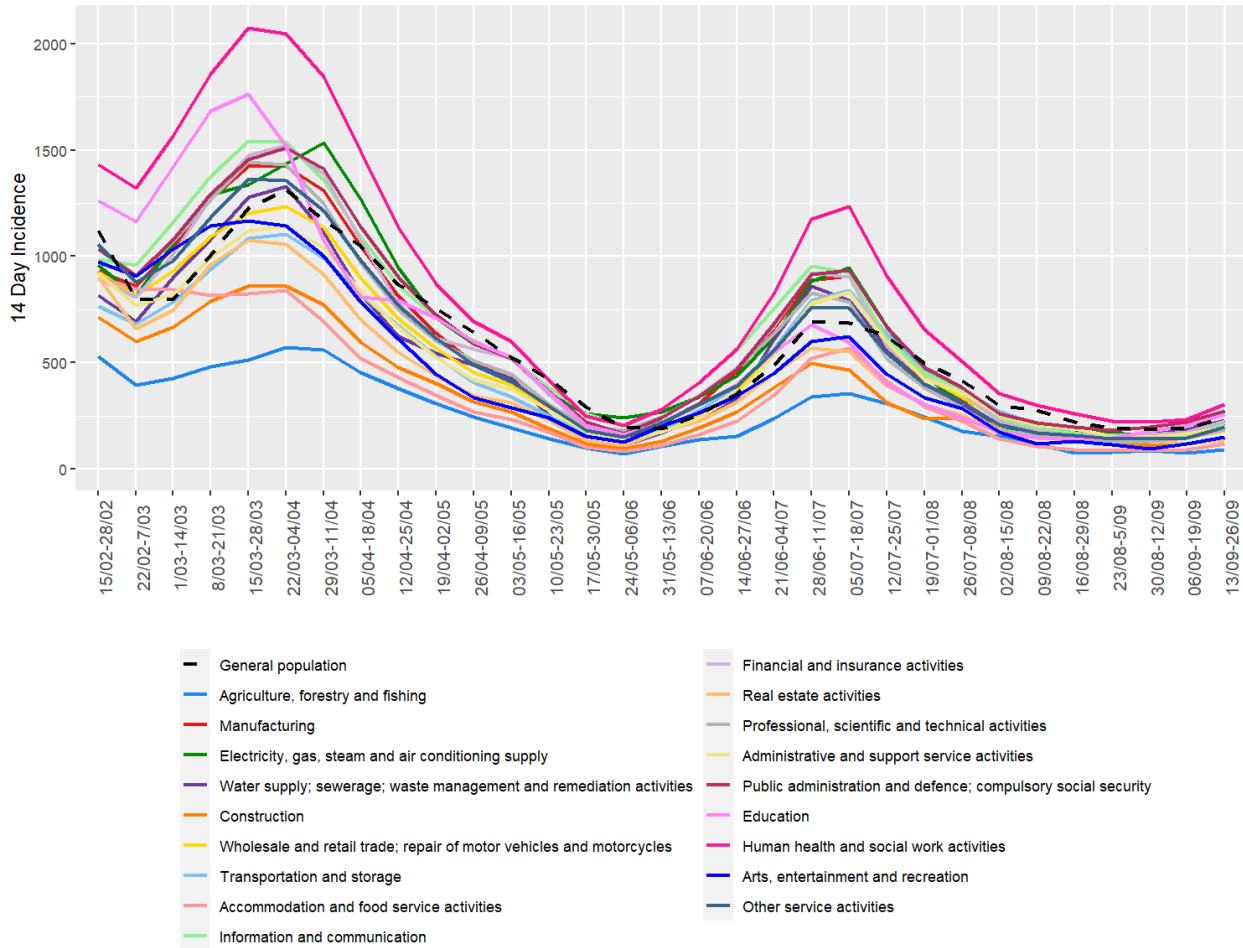 14 Day Incidence
2000
1500
1000
500
0
15/02-28/02
22/02-7/03
1/03-14/03
8/03-21/03
15/03-28/03
22/03-04/04
29/03-11/04
05/04-18/04
12/04-25/04
19/04-02/05
26/04-09/05
03/05-16/05
10/05-23/05
17/05-30/05
24/05-06/06
31/05-13/06
07/06-20/06
14/06-27/06
21/06-04/07
28/06-11/07
05/07-18/07
12/07-25/07
19/07-01/08
26/07-08/08
02/08-15/08
09/08-22/08
16/08-29/08
23/08-5/09
30/08-12/09
06/09-19/09
13/09-26/09
General population
Agriculture, forestry and fishing
Manufacturing
Electricity, gas, steam and air conditioning supply
Water supply; sewerage; waste management and remediation activities
Construction
Wholesale and retail trade; repair of motor vehicles and motorcycles
Transportation and storage
Accommodation and food service activities
Information and communication
Financial and insurance activities
Real estate activities
Professional, scientific and technical activities
Administrative and support service activities
Public administration and defence; compulsory social security
Education
Human health and social work activities
Arts, entertainment and recreation
Other service activities